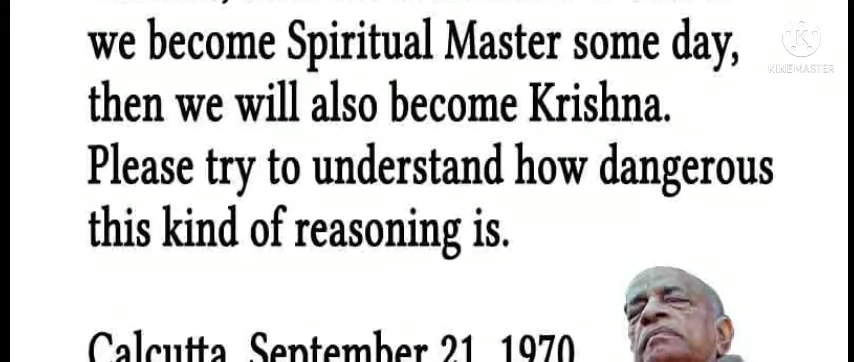 we become Spiritual Master some day,
then we will also become Krishna.
Please try to understand how dangerous
this kind of reasoning is.
Calcutta, September 21, 1970
KINEMASTER